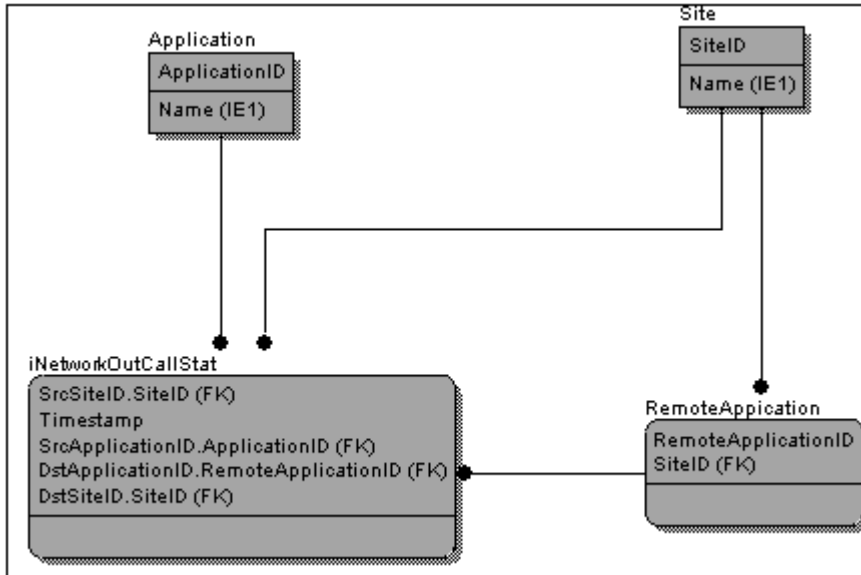 Application
ApplicationID
Name (IE1)
Site
SiteID
Name (IE1)
iNetworkOutCallStat
SrcSiteID.SiteID (FK)
Timestamp
SrcApplicationID.ApplicationID (FK)
DstApplicationID.RemoteApplicationID (FK)
DstSiteID.SiteID (FK)
RemoteAppication
RemoteApplicationID
SiteID (FK)